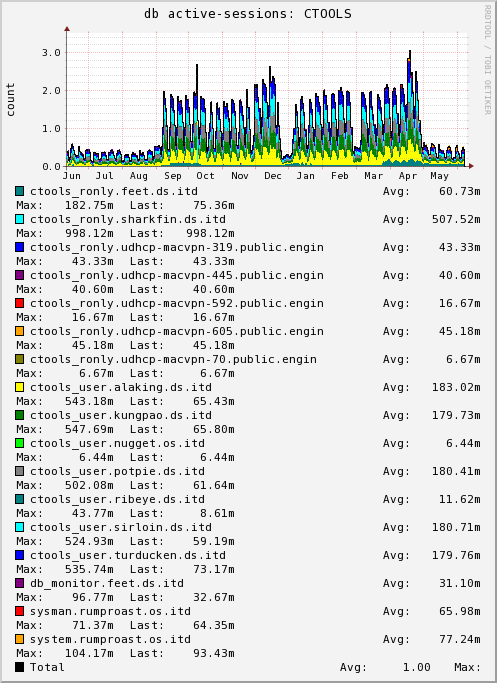 db active-sessions: CTOOLS
RRDTOOL / TOBI OETIKER
count
3.0
2.0
1.0
0.0
Jun Jul Aug Sep Oct Nov Dec Jan Feb Mar Apr May
ctools_ronly.feet.ds.itd Avg: 60.73m
Max: 182.75m Last: 75.36m
ctools_ronly.sharkfin.ds.itd Avg: 507.52m
Max: 998.12m Last: 998.12m
ctools_ronly.udhcp-macvpn-319.public.engin Avg: 43.33m
Max: 43.33m Last: 43.33m
ctools_ronly.udhcp-macvpn-445.public.engin Avg: 40.60m
Max: 40.60m Last: 40.60m
ctools_ronly.udhcp-macvpn-592.public.engin Avg: 16.67m
Max: 16.67m Last: 16.67m
ctools_ronly.udhcp-macvpn-605.public.engin Avg: 45.18m
Max: 45.18m Last: 45.18m
ctools_ronly.udhcp-macvpn-70.public.engin Avg: 6.67m
Max: 6.67m Last: 6.67m
ctools_user.alaking.ds.itd Avg: 183.02m
Max: 543.18m Last: 65.43m
ctools_user.kungpao.ds.itd Avg: 179.73m
Max: 547.69m Last: 65.80m
ctools_user.nugget.os.itd Avg: 6.44m
Max: 6.44m Last: 6.44m
ctools_user.potpie.ds.itd Avg: 180.41m
Max: 502.08m Last: 61.64m
ctools_user.ribeye.ds.itd Avg: 11.62m
Max: 43.77m Last: 8.61m
ctools_user.sirloin.ds.itd Avg: 180.71m
Max: 524.93m Last: 59.19m
ctools_user.turducken.ds.itd Avg: 179.76m
Max: 535.74m Last: 73.17m
db_monitor.feet.ds.itd Avg: 31.10m
Max: 96.77m Last: 32.67m
sysman.rumproast.os.itd Avg: 65.98m
Max: 71.37m Last: 64.35m
system.rumproast.os.itd Avg: 77.24m
Max: 104.17m Last: 93.43m
Total Avg: 1.00 Max: